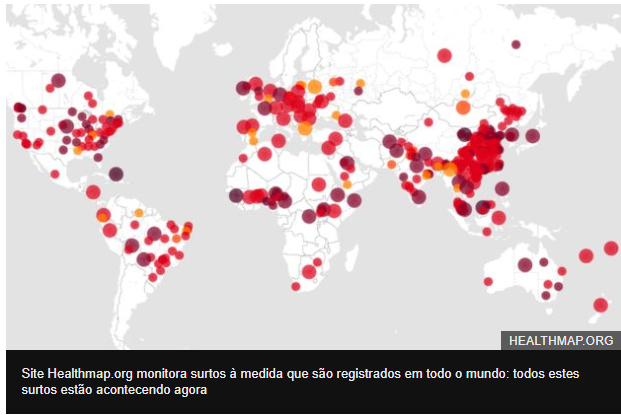 HEALTHMAP.ORG
Site Healthmap.org monitora surtos à medida que são registrados em todo o mundo: todos estes
surtos estão acontecendo agora